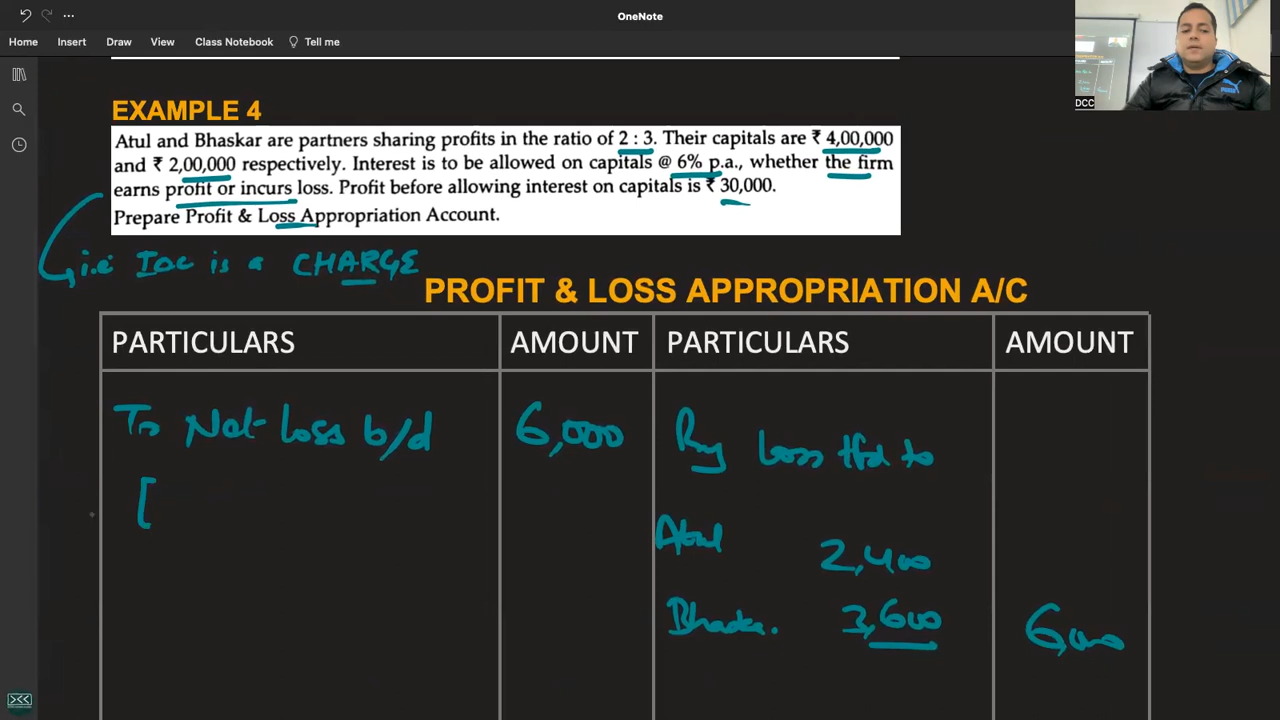 OneNote
Home Insert Draw View Class Notebook Tell me
DCC
EXAMPLE 4
Atul and Bhaskar are partners sharing profits in the ratio of 2 : 3. Their capitals are ₹ 4,00,000
and ₹ 2,00,000 respectively. Interest is to be allowed on capitals @ 6% p.a., whether the firm
earns profit or incurs loss. Profit before allowing interest on capitals is ₹ 30,000.
Prepare Profit & Loss Appropriation Account.
i.e IOC is a CHARGE
PROFIT & LOSS APPROPRIATION A/C
PARTICULARS AMOUNT PARTICULARS AMOUNT
To Net Loss b/d 6,000 By Loss tfd to
[
Atul 2,400
Bhaskar. 3,600 6,000